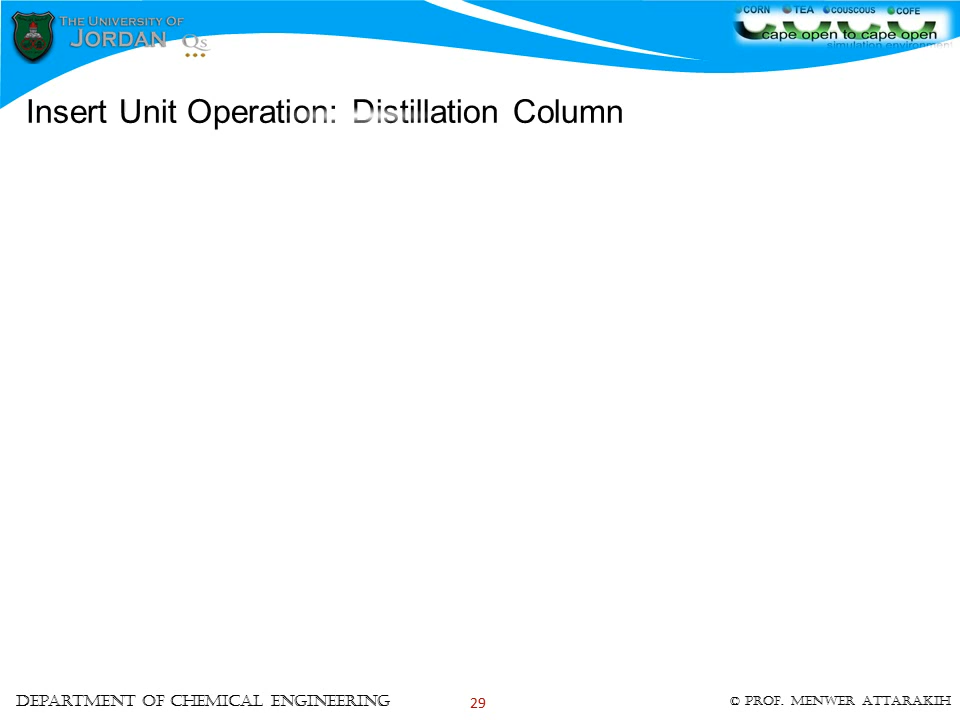 THE UNIVERSITY OF
JORDAN
QS
CORN TEA COUSCOUS COFE
cape open to cape open
simulation environment
Insert Unit Operation: Distillation Column
DEPARTMENT OF CHEMICAL ENGINEERING
29
© PROF. MENWER ATTARAKIH